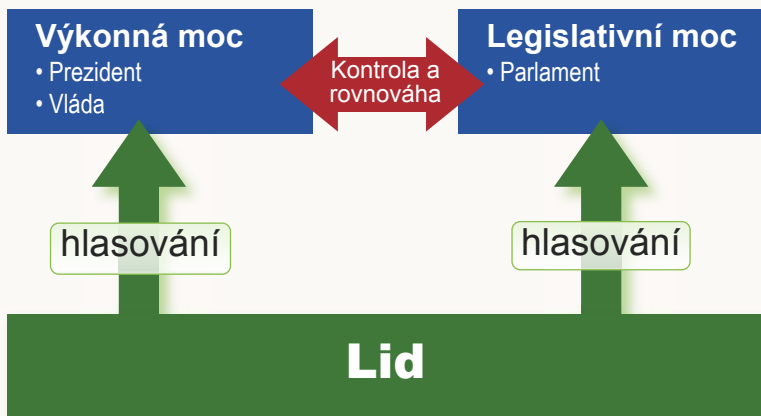 Výkonná moc
• Prezident
• Vláda
Kontrola a
rovnováha
Legislativní moc
• Parlament
hlasování
hlasování
Lid